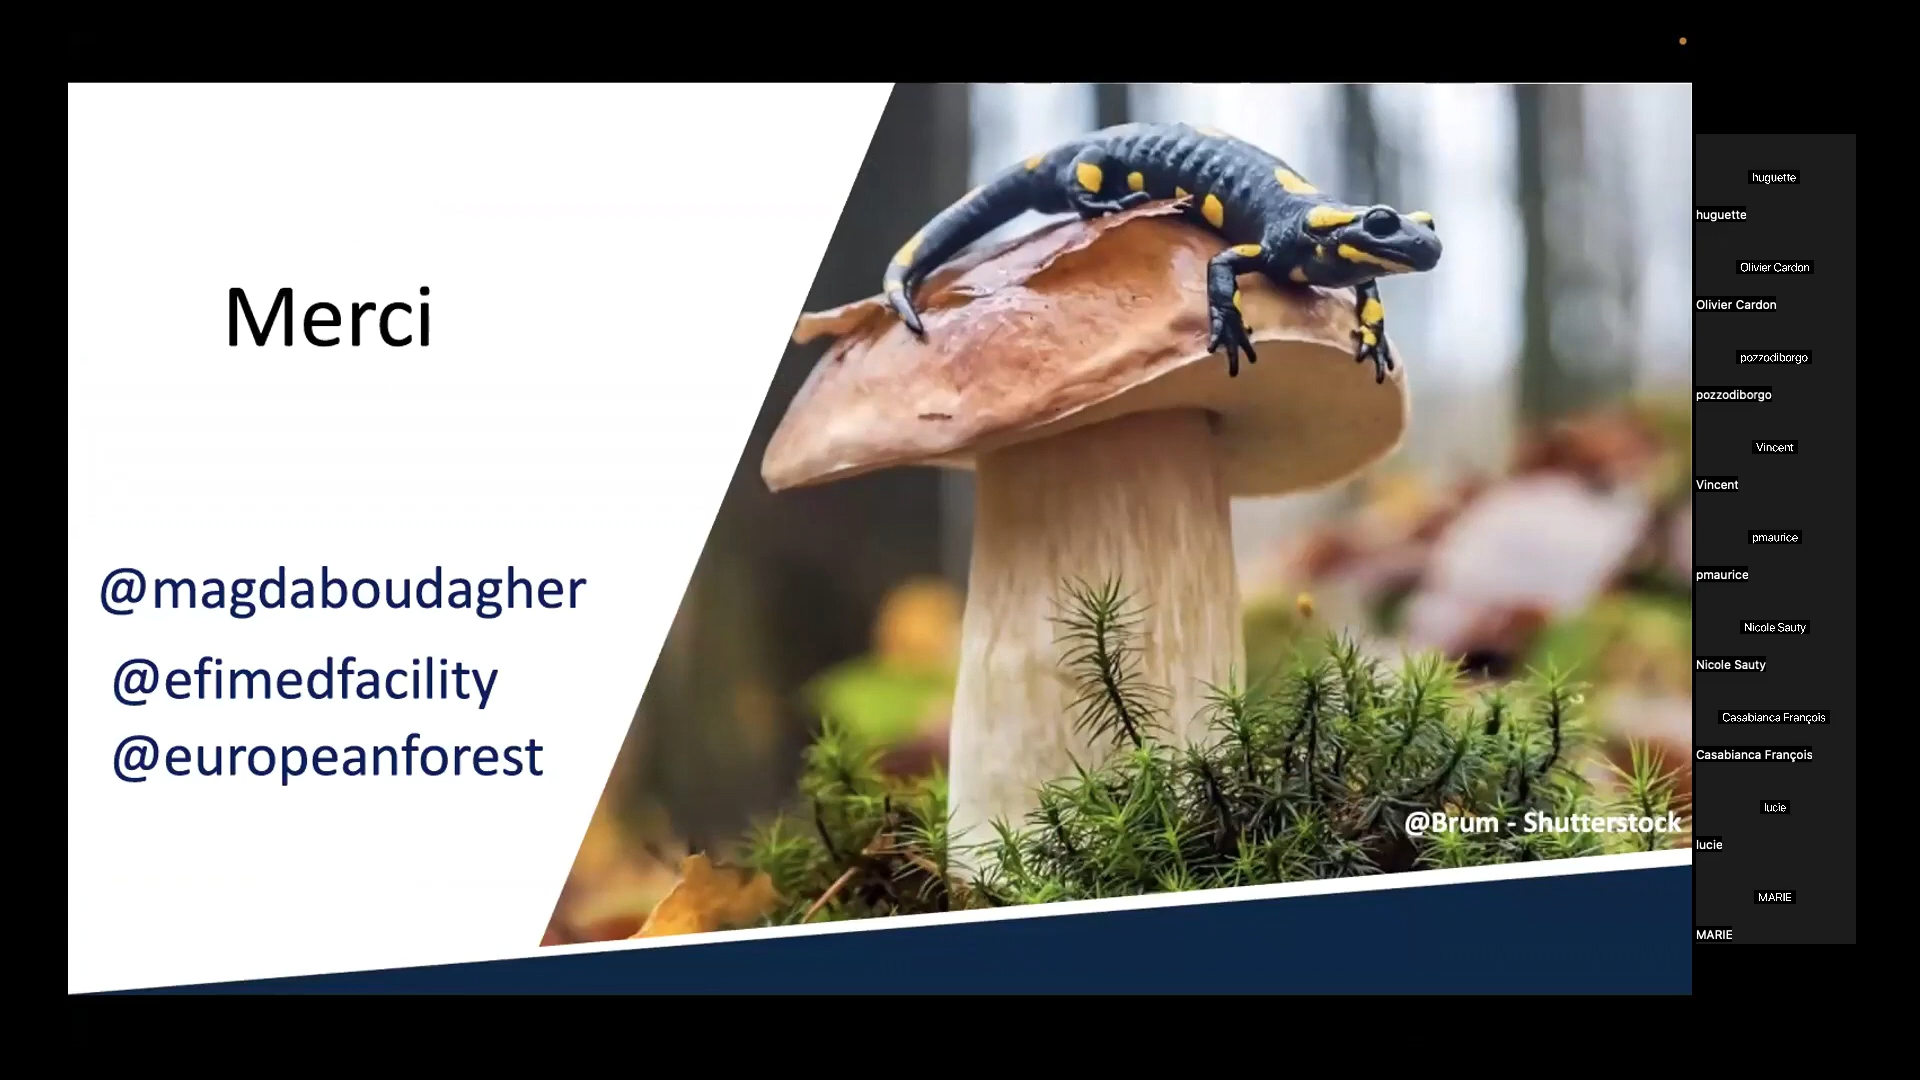 Merci
@magdaboudagher
@efimedfacility
@europeanforest
@Brum - Shutterstock
huguette
huguette
Olivier Cardon
Olivier Cardon
pozzodiborgo
pozzodiborgo
Vincent
Vincent
pmaurice
pmaurice
Nicole Sauty
Nicole Sauty
Casabianca François
Casabianca François
lucie
lucie
MARIE
MARIE